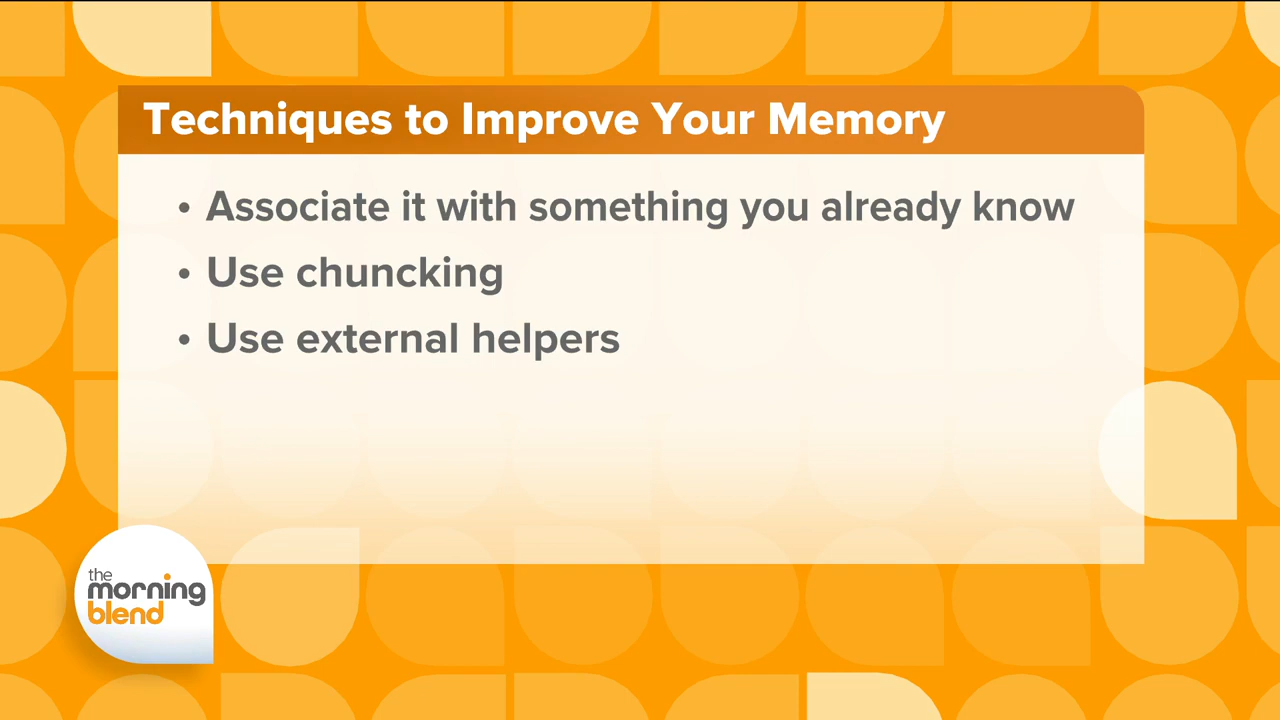 Techniques to Improve Your Memory
• Associate it with something you already know
• Use chuncking
• Use external helpers
the
morning
blend